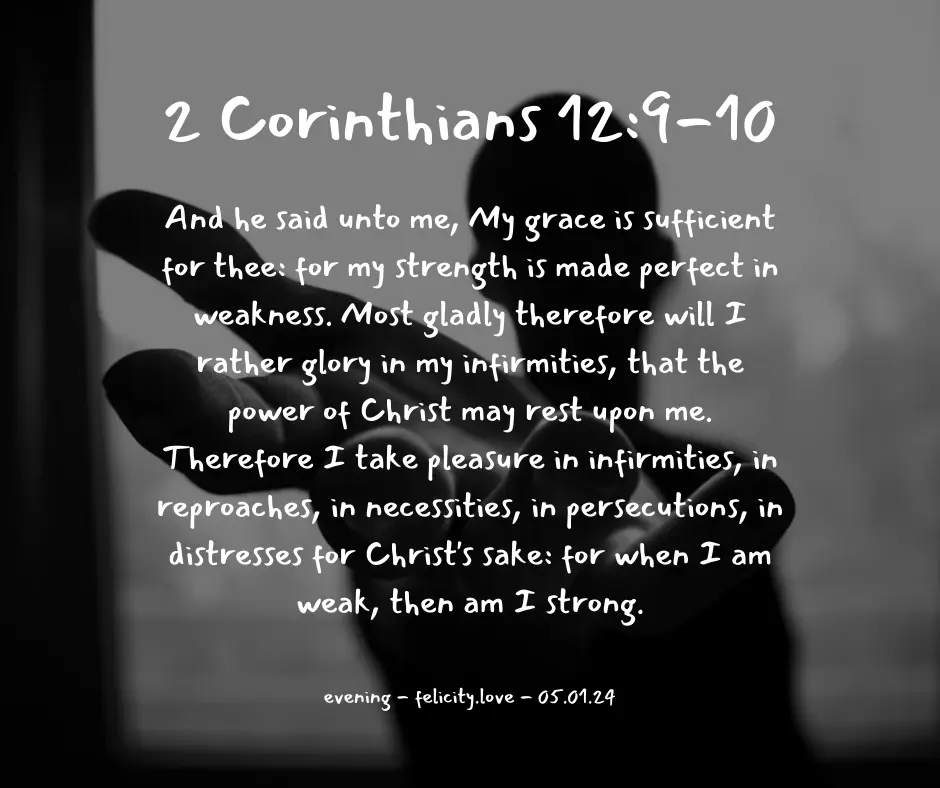 2 Corinthians 12:9-10
And he said unto me, My grace is sufficient
for thee: for my strength is made perfect in
weakness. Most gladly therefore will I
rather glory in my infirmities, that the
power of Christ may rest upon me.
Therefore I take pleasure in infirmities, in
reproaches, in necessities, in persecutions, in
distresses for Christ's sake: for when I am
weak, then am I strong.
evening - felicity.love - 05.01.24